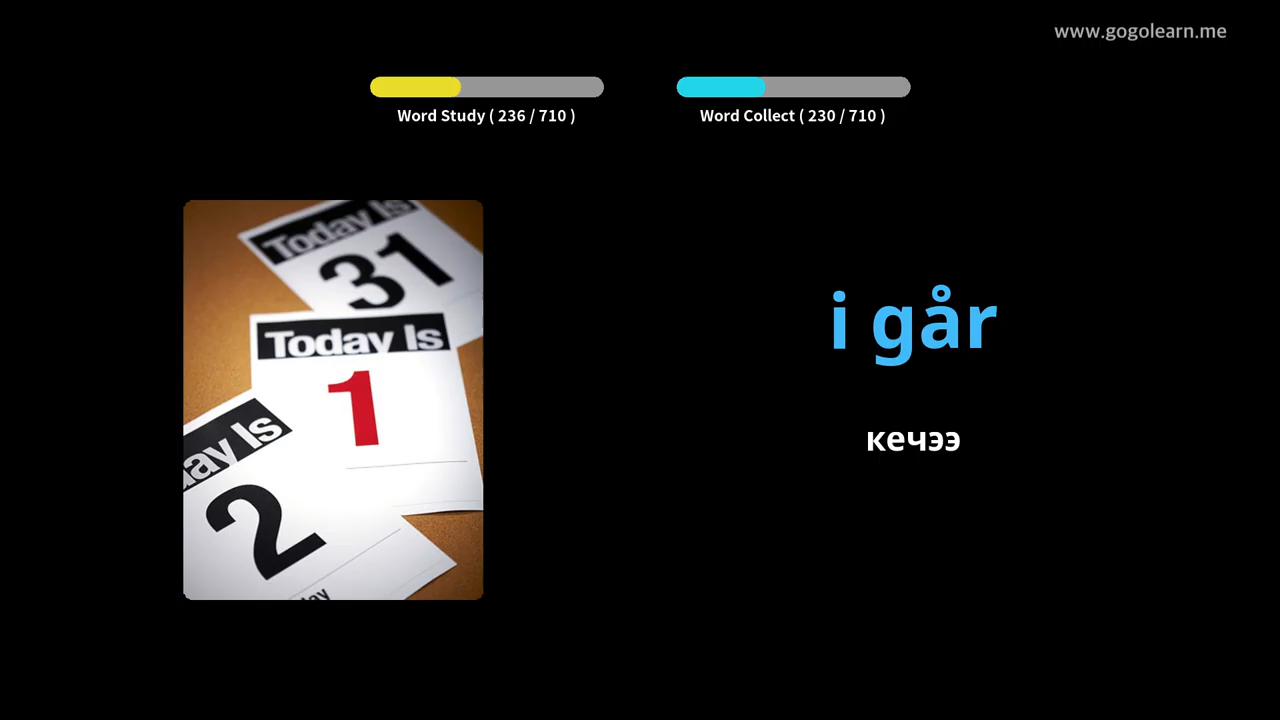 www.gogolearn.me
Word Study ( 236 / 710 )
Word Collect ( 230 / 710 )
Today Is
31
Today Is
1
ay Is
2
ay
i går
кечээ